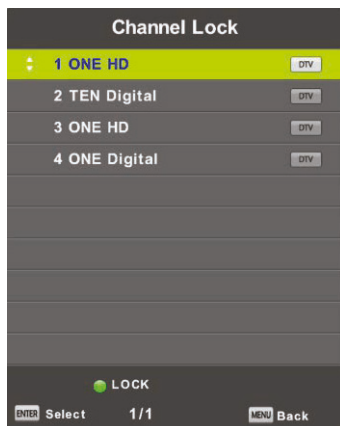 Channel Lock
1 ONE HD DTV
2 TEN Digital DTV
3 ONE HD DTV
4 ONE Digital DTV
LOCK
ENTER Select 1/1 MENU Back